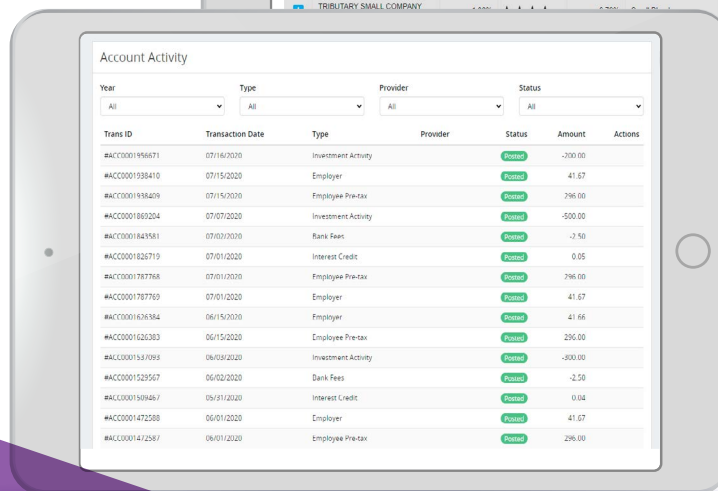 TRIBUTARY SMALL COMPANY
Account Activity
Year Type Provider Status
All All All All
Trans ID Transaction Date Type Provider Status Amount Actions
#ACC0001956671 07/16/2020 Investment Activity Posted -200.00
#ACC0001938410 07/15/2020 Employer Posted 41.67
#ACC0001938409 07/15/2020 Employee Pre-tax Posted 296.00
#ACC0001869204 07/07/2020 Investment Activity Posted -500.00
#ACC0001843581 07/02/2020 Bank Fees Posted -2.50
#ACC0001826719 07/01/2020 Interest Credit Posted 0.05
#ACC0001787768 07/01/2020 Employee Pre-tax Posted 296.00
#ACC0001787769 07/01/2020 Employer Posted 41.67
#ACC0001626384 06/15/2020 Employer Posted 41.66
#ACC0001626383 06/15/2020 Employee Pre-tax Posted 296.00
#ACC0001537093 06/03/2020 Investment Activity Posted -300.00
#ACC0001529567 06/02/2020 Bank Fees Posted -2.50
#ACC0001509467 05/31/2020 Interest Credit Posted 0.04
#ACC0001472588 06/01/2020 Employer Posted 41.67
#ACC0001472587 06/01/2020 Employee Pre-tax Posted 296.00